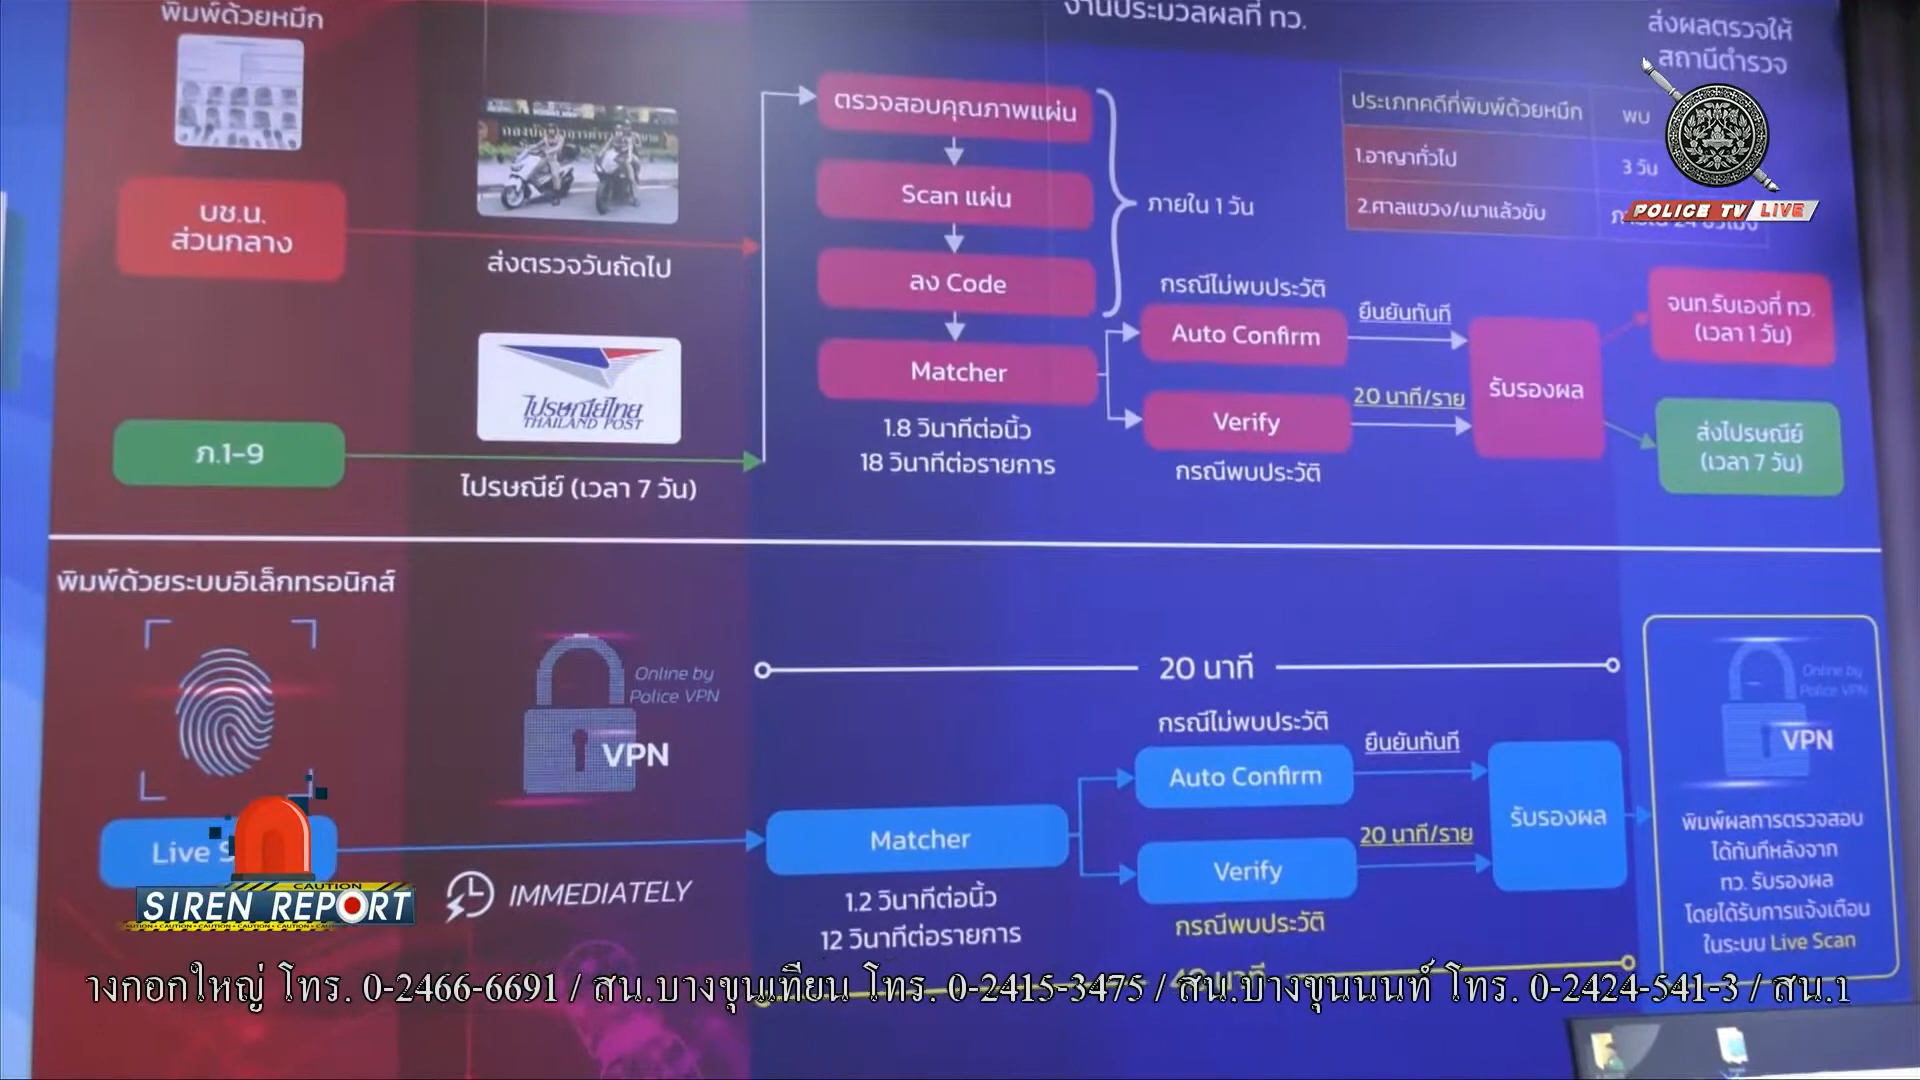 พิมพ์ด้วยหมึก
งานประมวลผลที่ ทว.
ส่งผลตรวจให้
สถานีตำรวจ
ตรวจสอบคุณภาพแผ่น
ประเภทคดีที่พิมพ์ด้วยหมึก
พบ
1.อาญาทั่วไป
3 วัน
2.ศาลแขวง/เมาแล้วขับ
POLICE TV LIVE
บช.น.
ส่วนกลาง
ส่งตรวจวันถัดไป
Scan แผ่น
ภายใน 1 วัน
ลง Code
กรณีไม่พบประวัติ
Auto Confirm
ยืนยันทันที
จนท.รับเองที่ ทว.
(เวลา 1 วัน)
Matcher
รับรองผล
20 นาที/ราย
Verify
กรณีพบประวัติ
1.8 วินาทีต่อนิ้ว
18 วินาทีต่อรายการ
ไปรษณีย์ไทย
THAILAND POST
ภ.1-9
ไปรษณีย์ (เวลา 7 วัน)
ส่งไปรษณีย์
(เวลา 7 วัน)
พิมพ์ด้วยระบบอิเล็กทรอนิกส์
Online by
Police VPN
VPN
20 นาที
กรณีไม่พบประวัติ
Auto Confirm
ยืนยันทันที
Online by
Police VPN
VPN
Live S
IMMEDIATELY
Matcher
1.2 วินาทีต่อนิ้ว
12 วินาทีต่อรายการ
20 นาที/ราย
Verify
กรณีพบประวัติ
รับรองผล
พิมพ์ผลการตรวจสอบ
ได้ทันทีหลังจาก
ทว. รับรองผล
โดยได้รับการแจ้งเตือน
ในระบบ Live Scan
CAUTION
SIREN REPORT
างกอกใหญ่ โทร. 0-2466-6691 / สน.บางขุนเทียน โทร. 0-2415-3475 / สน.บางขุนนนท์ โทร. 0-2424-541-3 / สน.